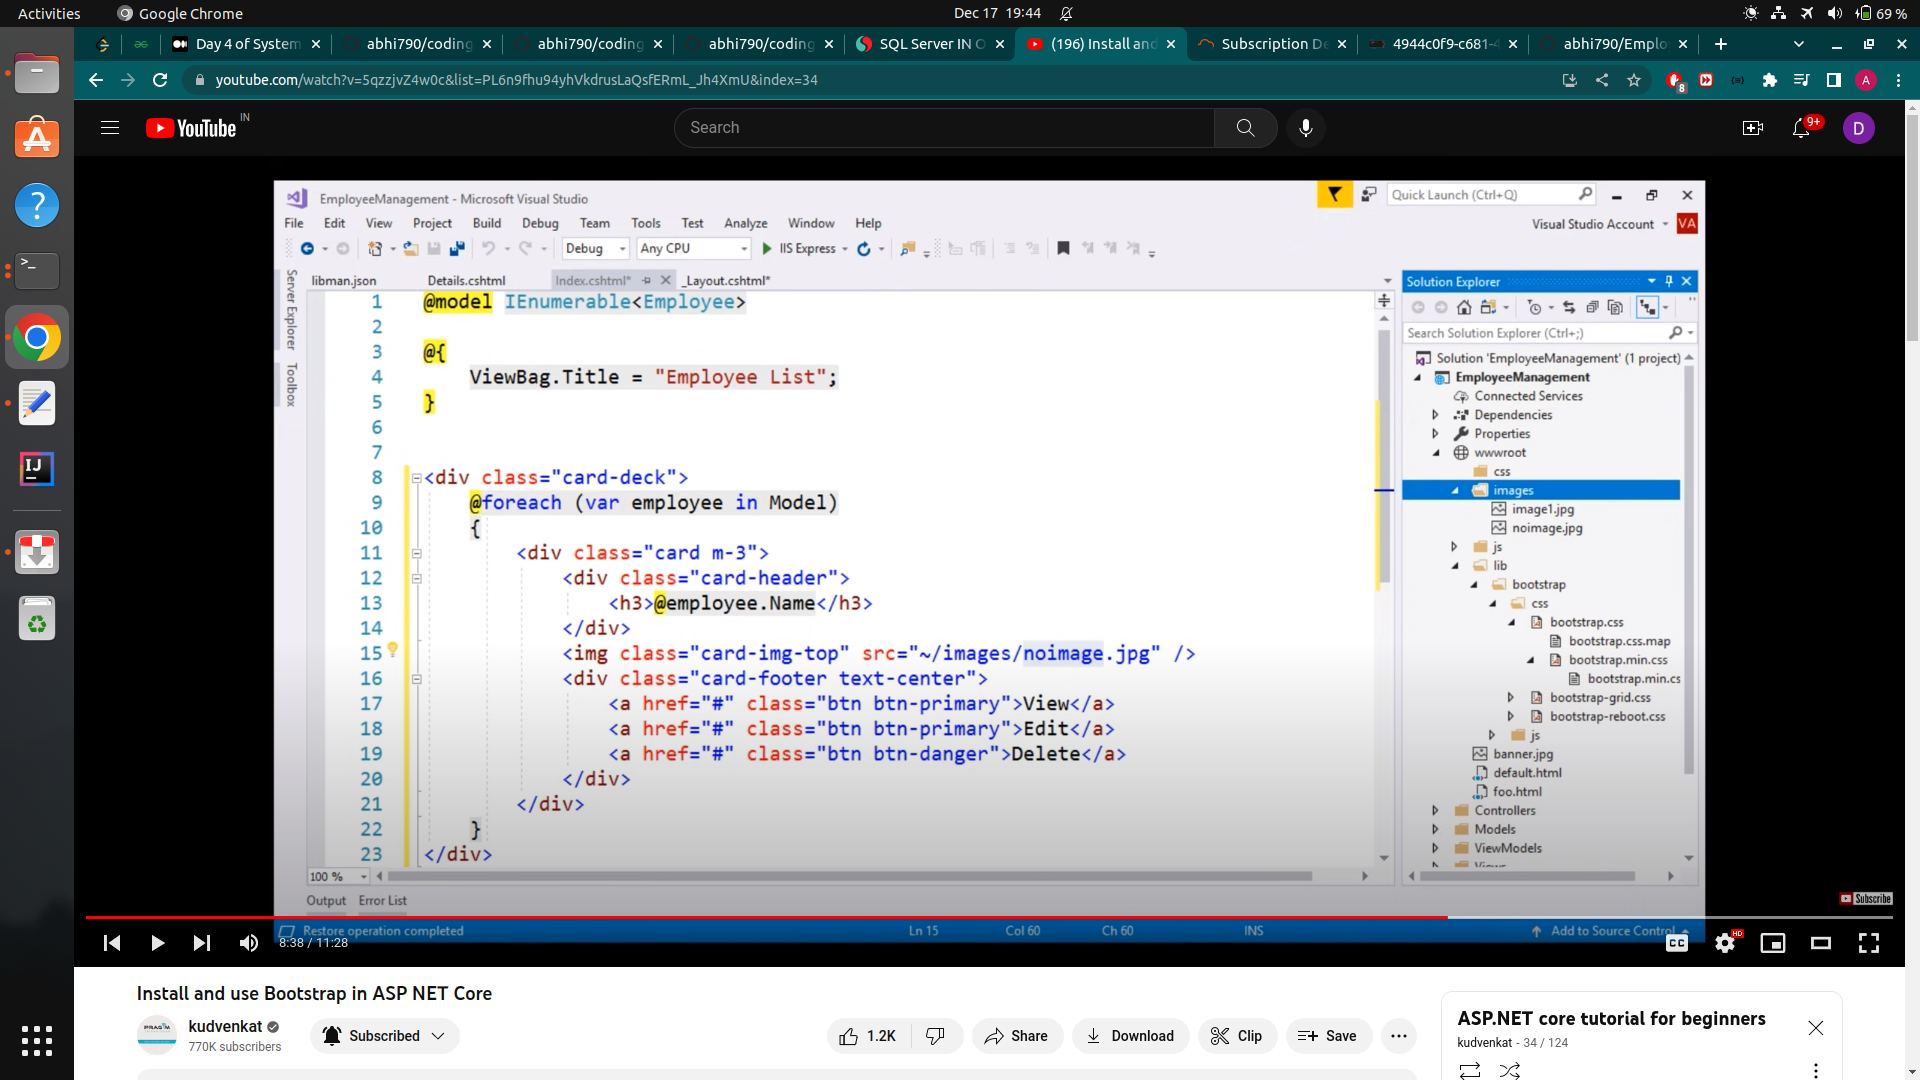 Activities
Google Chrome
Dec 17 19:44
69 %
Day 4 of System
abhi790/coding
abhi790/coding
abhi790/coding
SQL Server IN O
(196) Install and
Subscription De
4944c0f9-c681-4
abhi790/Emplo
youtube.com/watch?v=5qzzjvZ4w0c&list=PL6n9fhu94yhVkdrusLaQsfERmL_Jh4XmU&index=34
8
A
YouTube IN
Search
9+
D
EmployeeManagement - Microsoft Visual Studio
Quick Launch (Ctrl+Q)
File Edit View Project Build Debug Team Tools Test Analyze Window Help
Visual Studio Account
VA
Debug
Any CPU
IIS Express
Server Explorer
Toolbox
libman.json
Details.cshtml
Index.cshtml*
_Layout.cshtml*
1 @model IEnumerable<Employee>
2
3 @{
4 ViewBag.Title = "Employee List";
5 }
6
7
8 <div class="card-deck">
9 @foreach (var employee in Model)
10 {
11 <div class="card m-3">
12 <div class="card-header">
13 <h3>@employee.Name</h3>
14 </div>
15 <img class="card-img-top" src="~/images/noimage.jpg" />
16 <div class="card-footer text-center">
17 <a href="#" class="btn btn-primary">View</a>
18 <a href="#" class="btn btn-primary">Edit</a>
19 <a href="#" class="btn btn-danger">Delete</a>
20 </div>
21 </div>
22 }
23 </div>
100 %
Output
Error List
Solution Explorer
Search Solution Explorer (Ctrl+;)
Solution 'EmployeeManagement' (1 project)
EmployeeManagement
Connected Services
Dependencies
Properties
wwwroot
css
images
image1.jpg
noimage.jpg
js
lib
bootstrap
css
bootstrap.css
bootstrap.css.map
bootstrap.min.css
bootstrap.min.cs
bootstrap-grid.css
bootstrap-reboot.css
js
banner.jpg
default.html
foo.html
Controllers
Models
ViewModels
Views
Subscribe
Restore operation completed
Ln 15
Col 60
Ch 60
INS
Add to Source Control
8:38 / 11:28
CC
HD
Install and use Bootstrap in ASP NET Core
PRAGIM
kudvenkat
770K subscribers
Subscribed
1.2K
Share
Download
Clip
Save
ASP.NET core tutorial for beginners
kudvenkat - 34 / 124